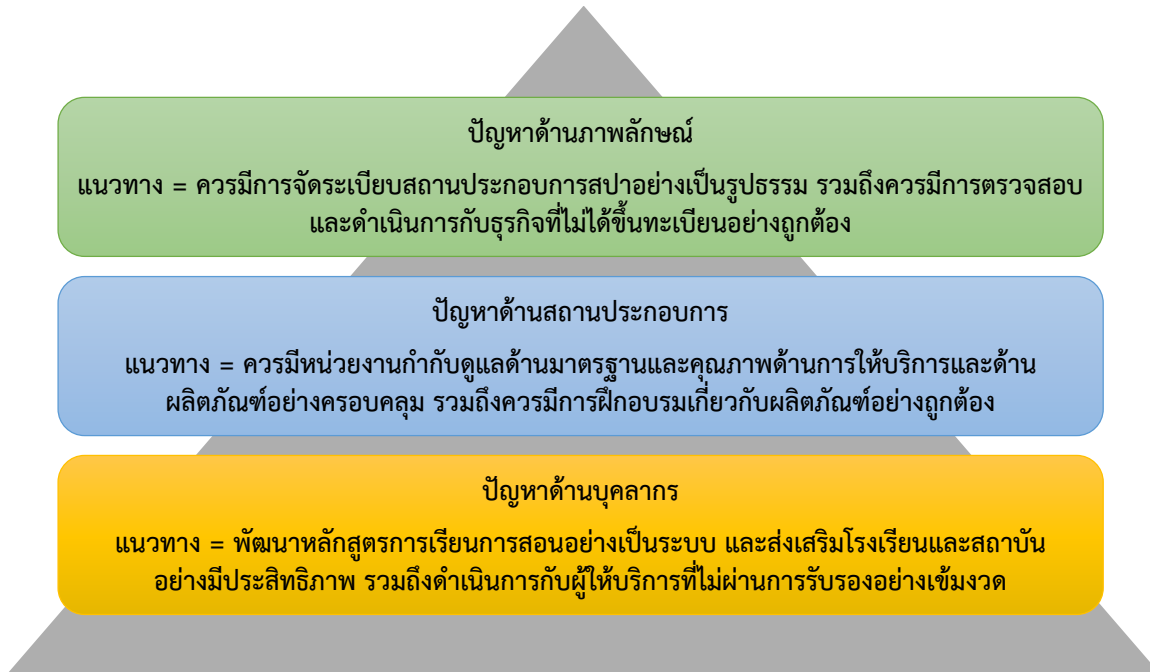 ปัญหาด้านภาพลักษณ์
แนวทาง = ควรมีการจัดระเบียบสถานประกอบการสปาอย่างเป็นรูปธรรม รวมถึงควรมีการตรวจสอบ
และดำเนินการกับธุรกิจที่ไม่ได้ขึ้นทะเบียนอย่างถูกต้อง
ปัญหาด้านสถานประกอบการ
แนวทาง = ควรมีหน่วยงานกำกับดูแลด้านมาตรฐานและคุณภาพด้านการให้บริการและด้าน
ผลิตภัณฑ์อย่างครอบคลุม รวมถึงควรมีการฝึกอบรมเกี่ยวกับผลิตภัณฑ์อย่างถูกต้อง
ปัญหาด้านบุคลากร
แนวทาง = พัฒนาหลักสูตรการเรียนการสอนอย่างเป็นระบบ และส่งเสริมโรงเรียนและสถาบัน
อย่างมีประสิทธิภาพ รวมถึงดำเนินการกับผู้ให้บริการที่ไม่ผ่านการรับรองอย่างเข้มงวด